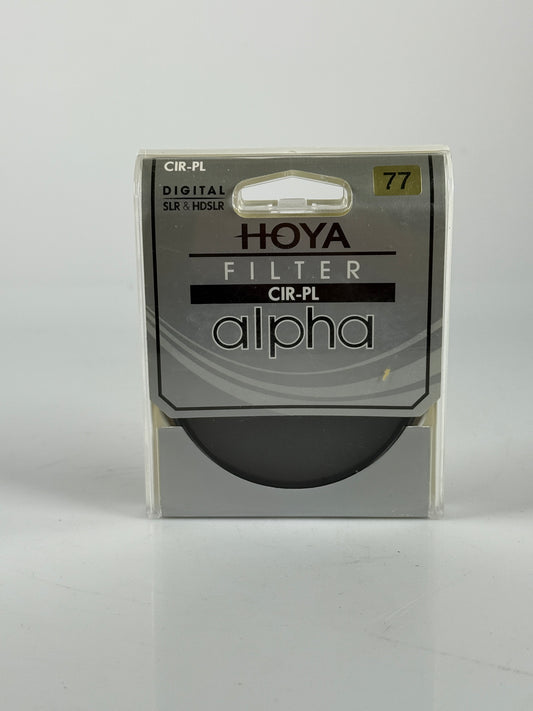 CIR-PL
77
DIGITAL
SLR & HDSLR
HOYA
FILTER
CIR-PL
alpha